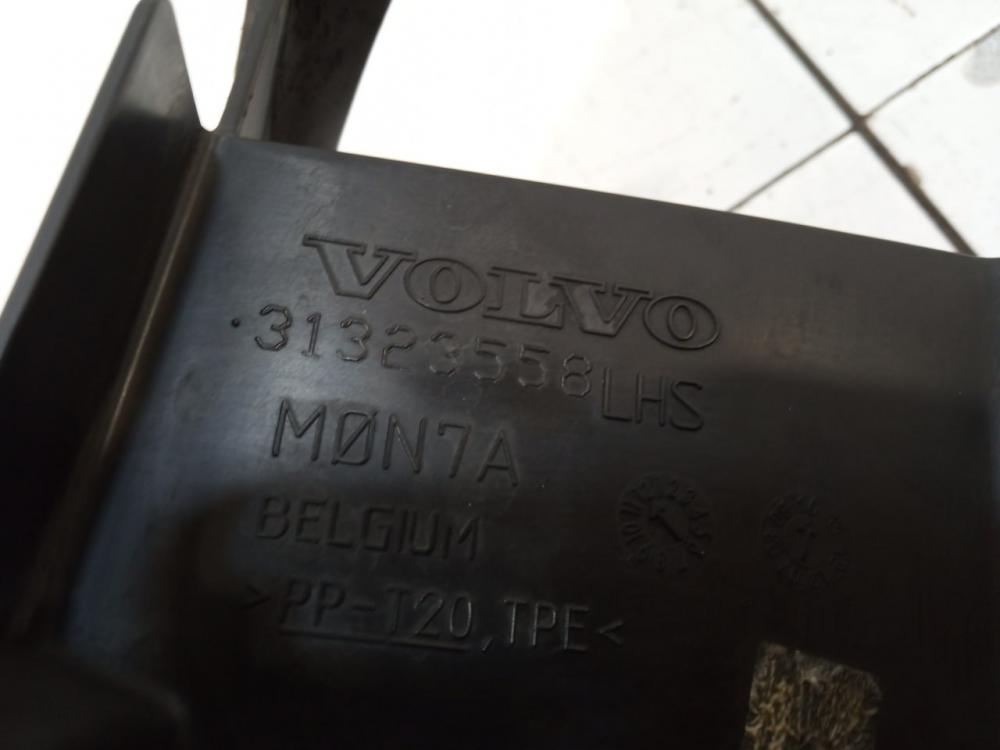 VOLVO
31323558LHS
MØN7A
BELGIUM
>PP-T20,TPE<